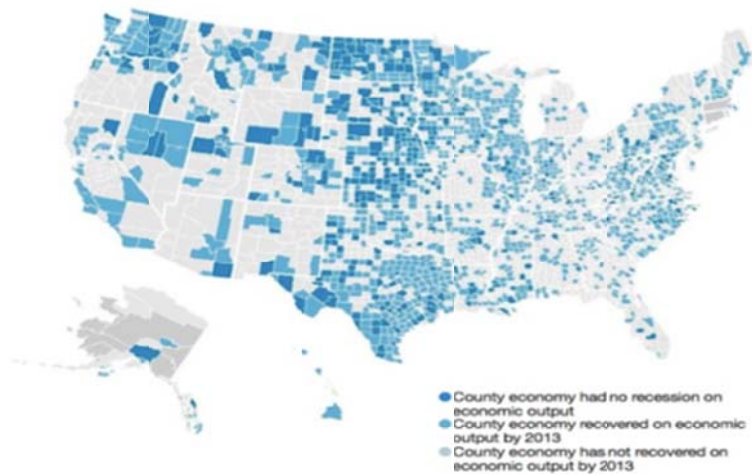 County economy had no recession on
economic output
County economy recovered on economic
output by 2013
County economy has not recovered on
economic output by 2013